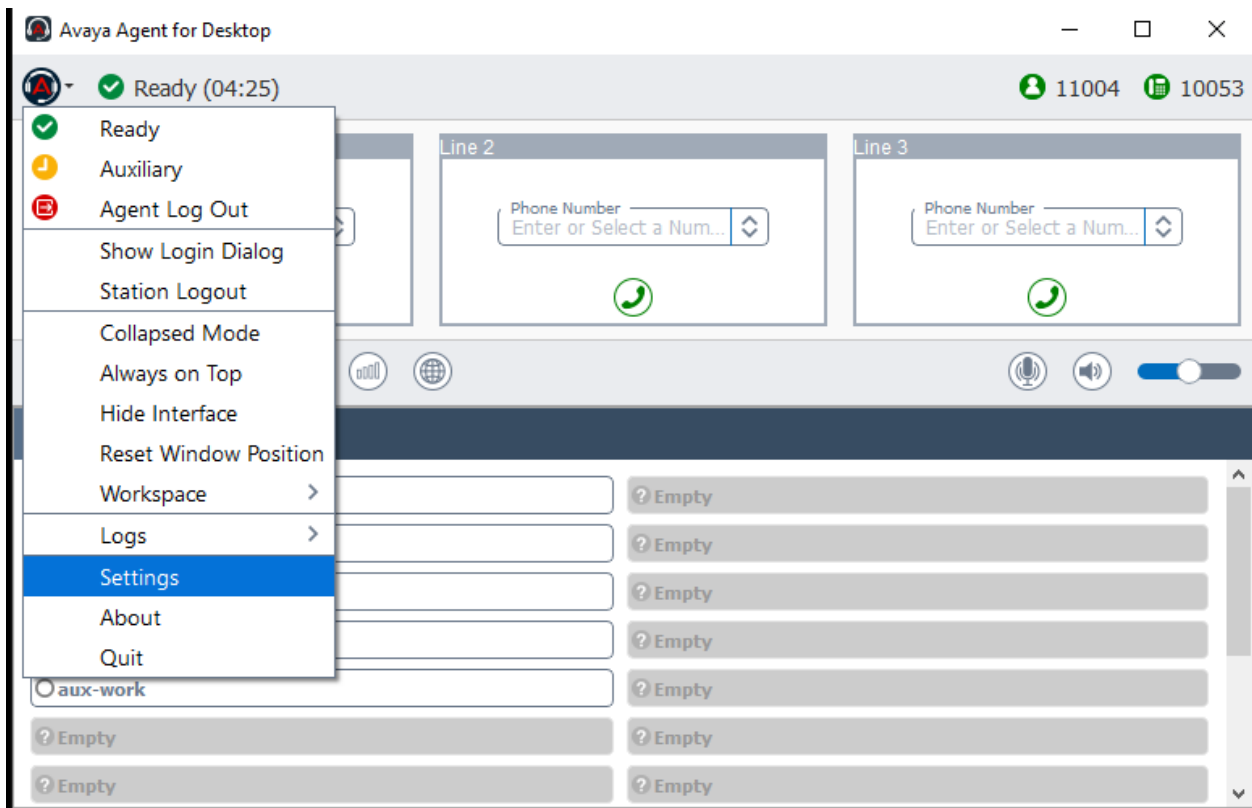 Avaya Agent for Desktop
Ready (04:25)
11004
10053
Ready
Auxiliary
Agent Log Out
Show Login Dialog
Station Logout
Collapsed Mode
Always on Top
Hide Interface
Reset Window Position
Workspace
Logs
Settings
About
Quit
Line 2
Phone Number
Enter or Select a Num...
Line 3
Phone Number
Enter or Select a Num...
Empty
Empty
Empty
Empty
aux-work
Empty
Empty
Empty
Empty
Empty